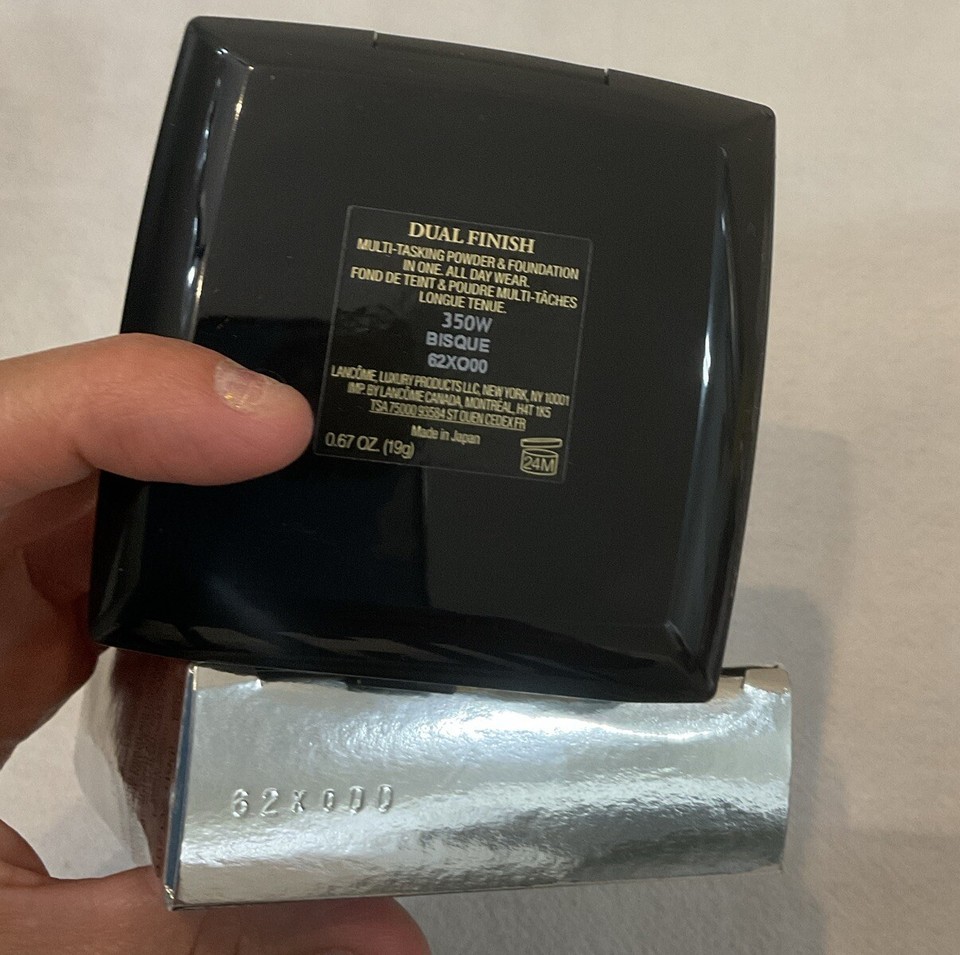 DUAL FINISH
MULTI-TASKING POWDER & FOUNDATION
IN ONE. ALL DAY WEAR.
FOND DE TEINT & POUDRE MULTI-TÂCHES
LONGUE TENUE.
350W
BISQUE
62XO00
LANCÔME, LUXURY PRODUCTS LLC, NEW YORK, NY 10001
IMP. BY LANCÔME CANADA, MONTRÉAL, H4T 1K5
TSA 75000 93584 ST OUEN CEDEX FR
Made in Japan
0.67 OZ. (19g)
24M
62XO00